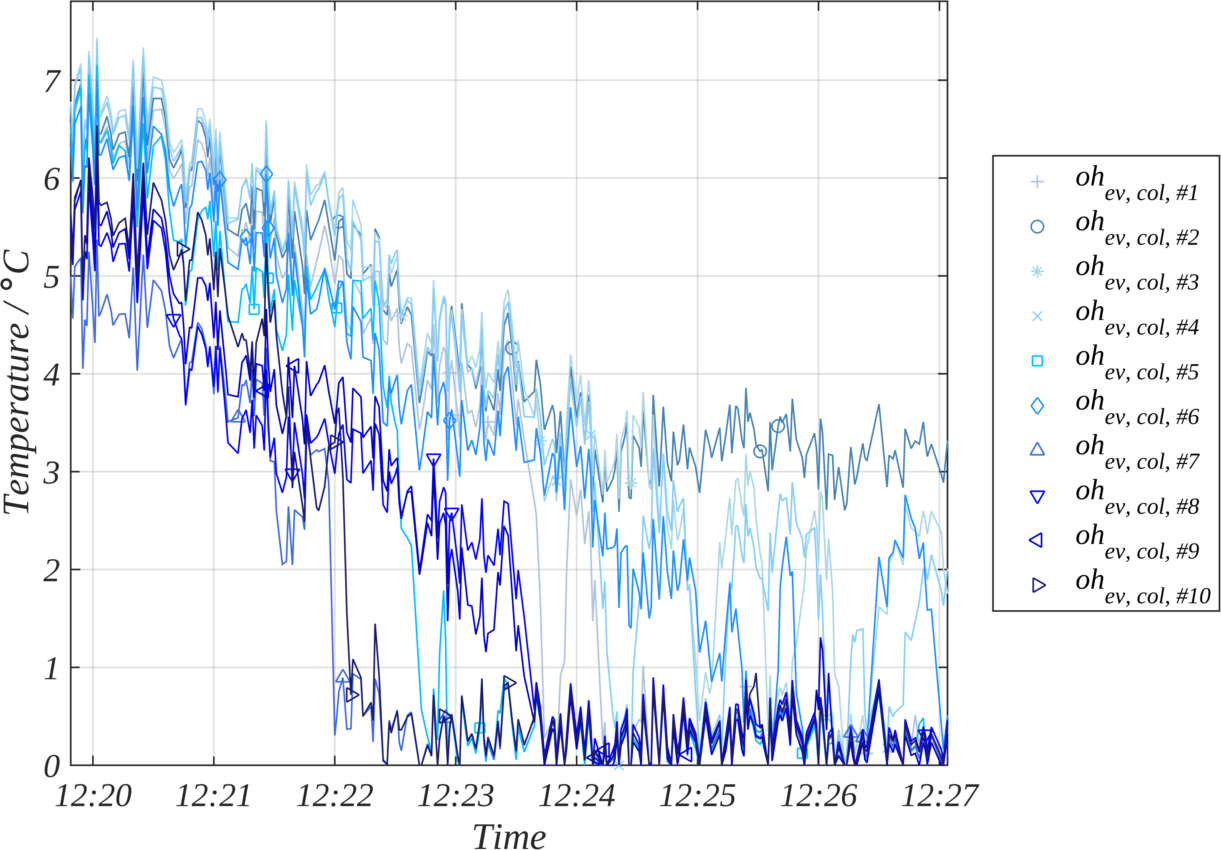 Temperature / °C
7
6
5
4
3
2
1
0
12:20 12:21 12:22 12:23 12:24 12:25 12:26 12:27
Time
oh ev, col, #1
oh ev, col, #2
oh ev, col, #3
oh ev, col, #4
oh ev, col, #5
oh ev, col, #6
oh ev, col, #7
oh ev, col, #8
oh ev, col, #9
oh ev, col, #10